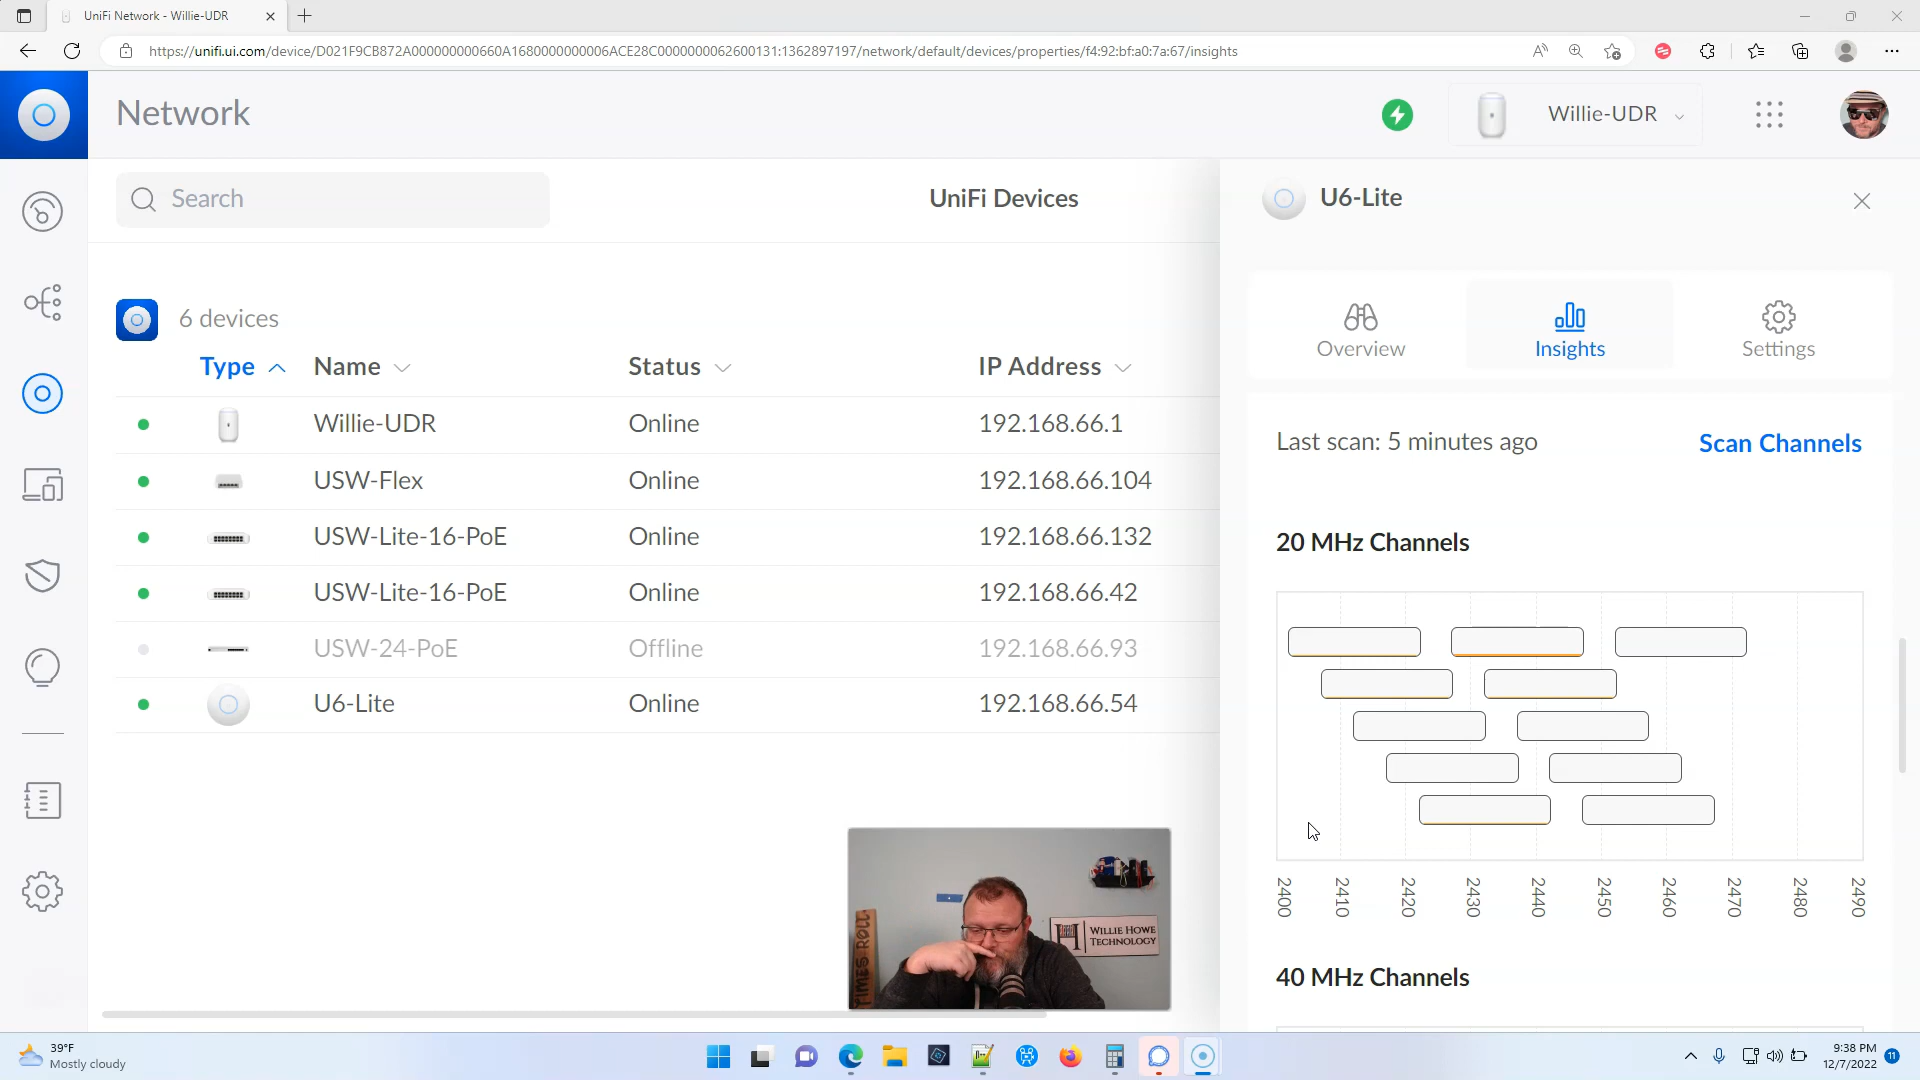 UniFi Network - Willie-UDR
https://unifi.ui.com/device/D021F9CB872A000000000660A1680000000006ACE28C0000000062600131:1362897197/network/default/devices/properties/f4:92:bf:a0:7a:67/insights
Network
Willie-UDR
Search
UniFi Devices
U6-Lite
Overview
Insights
Settings
6 devices
Type
Name
Status
IP Address
Willie-UDR Online 192.168.66.1
USW-Flex Online 192.168.66.104
USW-Lite-16-PoE Online 192.168.66.132
USW-Lite-16-PoE Online 192.168.66.42
USW-24-PoE Offline 192.168.66.93
U6-Lite Online 192.168.66.54
Last scan: 5 minutes ago
Scan Channels
20 MHz Channels
2400 2410 2420 2430 2440 2450 2460 2470 2480 2490
40 MHz Channels
TIMES ROLL
WILLIE HOWE
TECHNOLOGY
39°F
Mostly cloudy
9:38 PM
12/7/2022
11